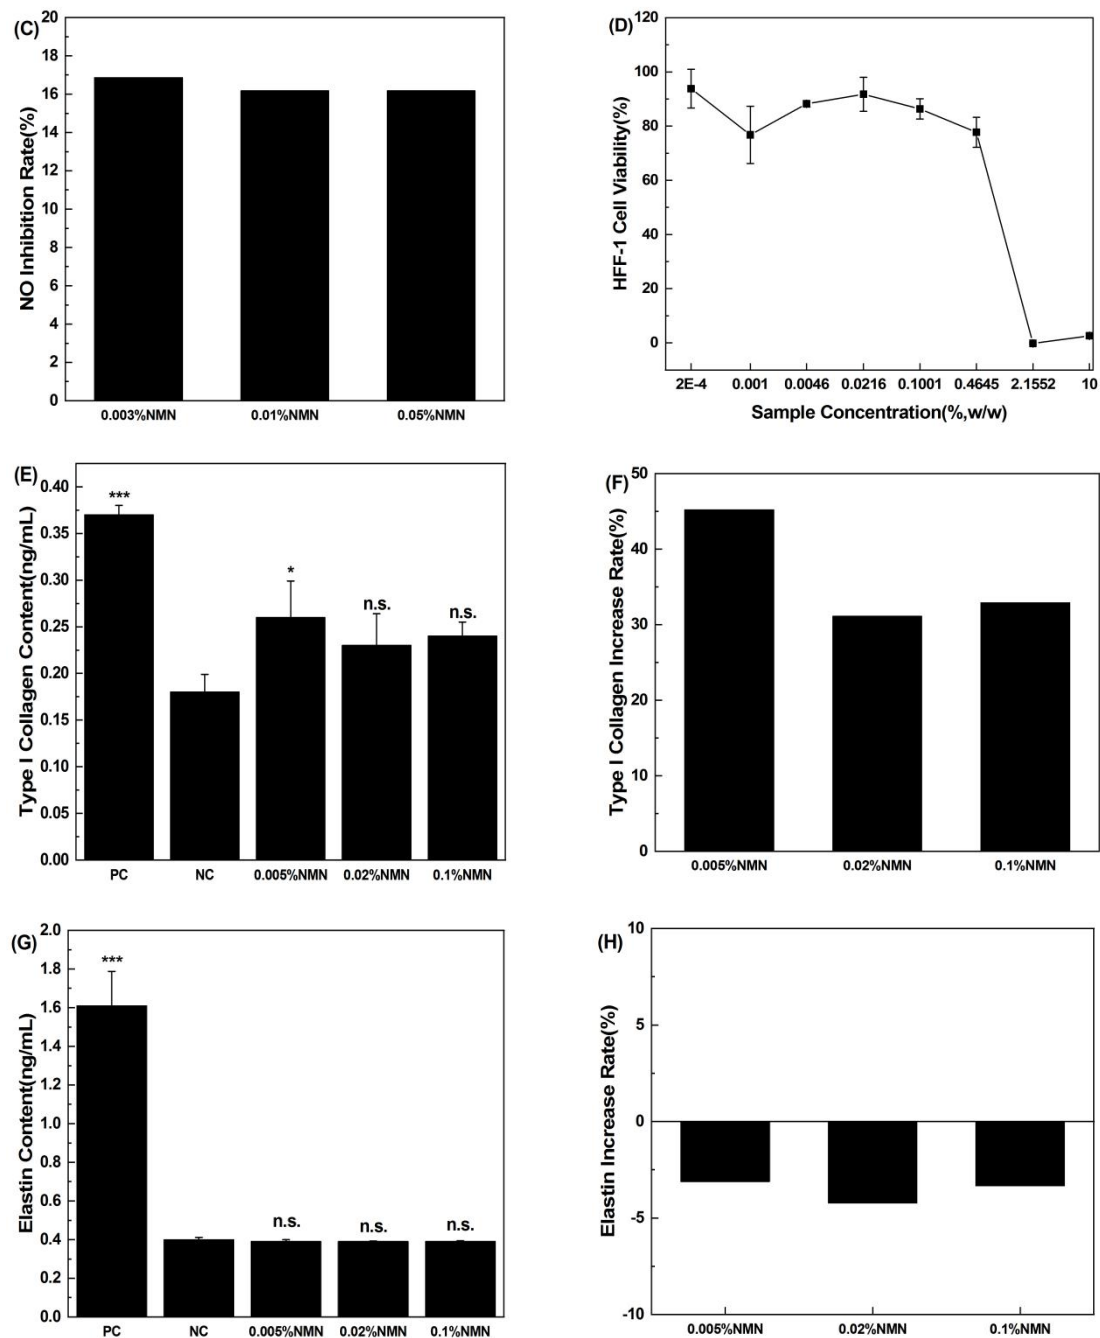 (C)
NO Inhibition Rate(%)
20
18
16
14
12
10
8
6
4
2
0
0.003%NMN 0.01%NMN 0.05%NMN
(D)
HFF-1 Cell Viability(%)
120
100
80
60
40
20
0
2E-4 0.001 0.0046 0.0216 0.1001 0.4645 2.1552 10
Sample Concentration(%,w/w)
(E)
Type I Collagen Content(ng/mL)
0.40
0.35
0.30
0.25
0.20
0.15
0.10
0.05
0.00
***
*
n.s.
n.s.
PC NC 0.005%NMN 0.02%NMN 0.1%NMN
(F)
Type I Collagen Increase Rate(%)
50
40
30
20
10
0
0.005%NMN 0.02%NMN 0.1%NMN
(G)
Elastin Content(ng/mL)
2.0
1.8
1.6
1.4
1.2
1.0
0.8
0.6
0.4
0.2
0.0
***
n.s.
n.s.
n.s.
PC NC 0.005%NMN 0.02%NMN 0.1%NMN
(H)
Elastin Increase Rate(%)
10
5
0
-5
-10
0.005%NMN 0.02%NMN 0.1%NMN